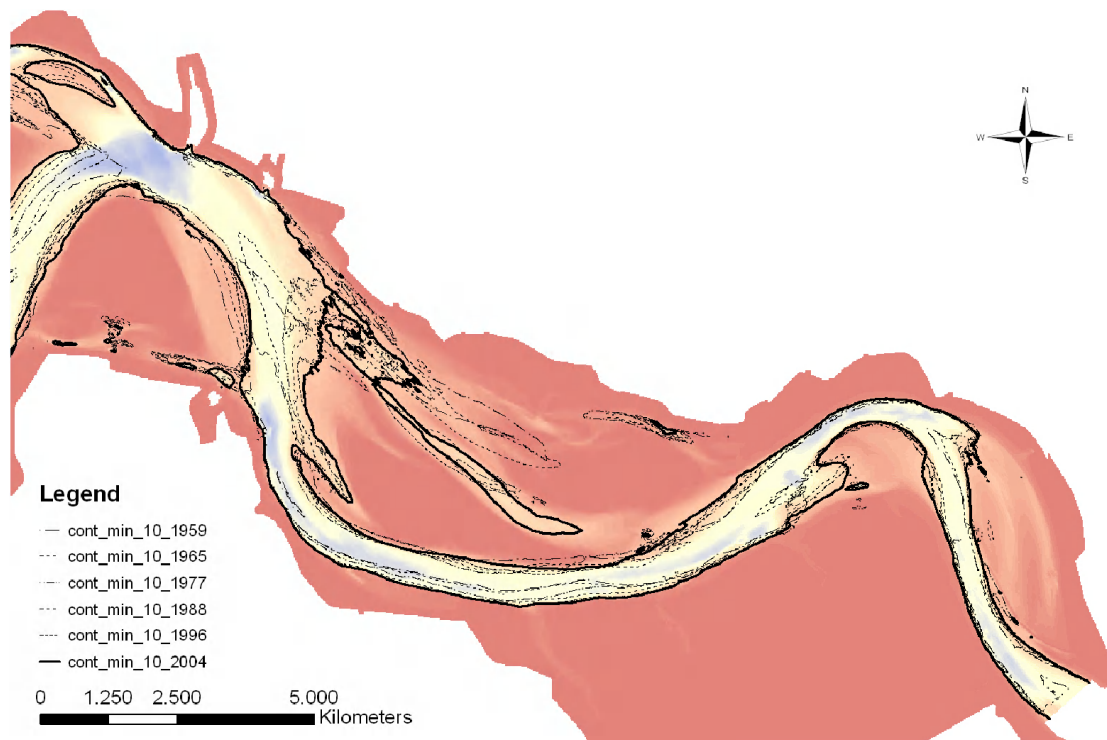 N
W E
S
Legend
cont_min_10_1959
cont_min_10_1965
cont_min_10_1977
cont_min_10_1988
cont_min_10_1996
cont_min_10_2004
0 1.250 2.500 5.000
Kilometers